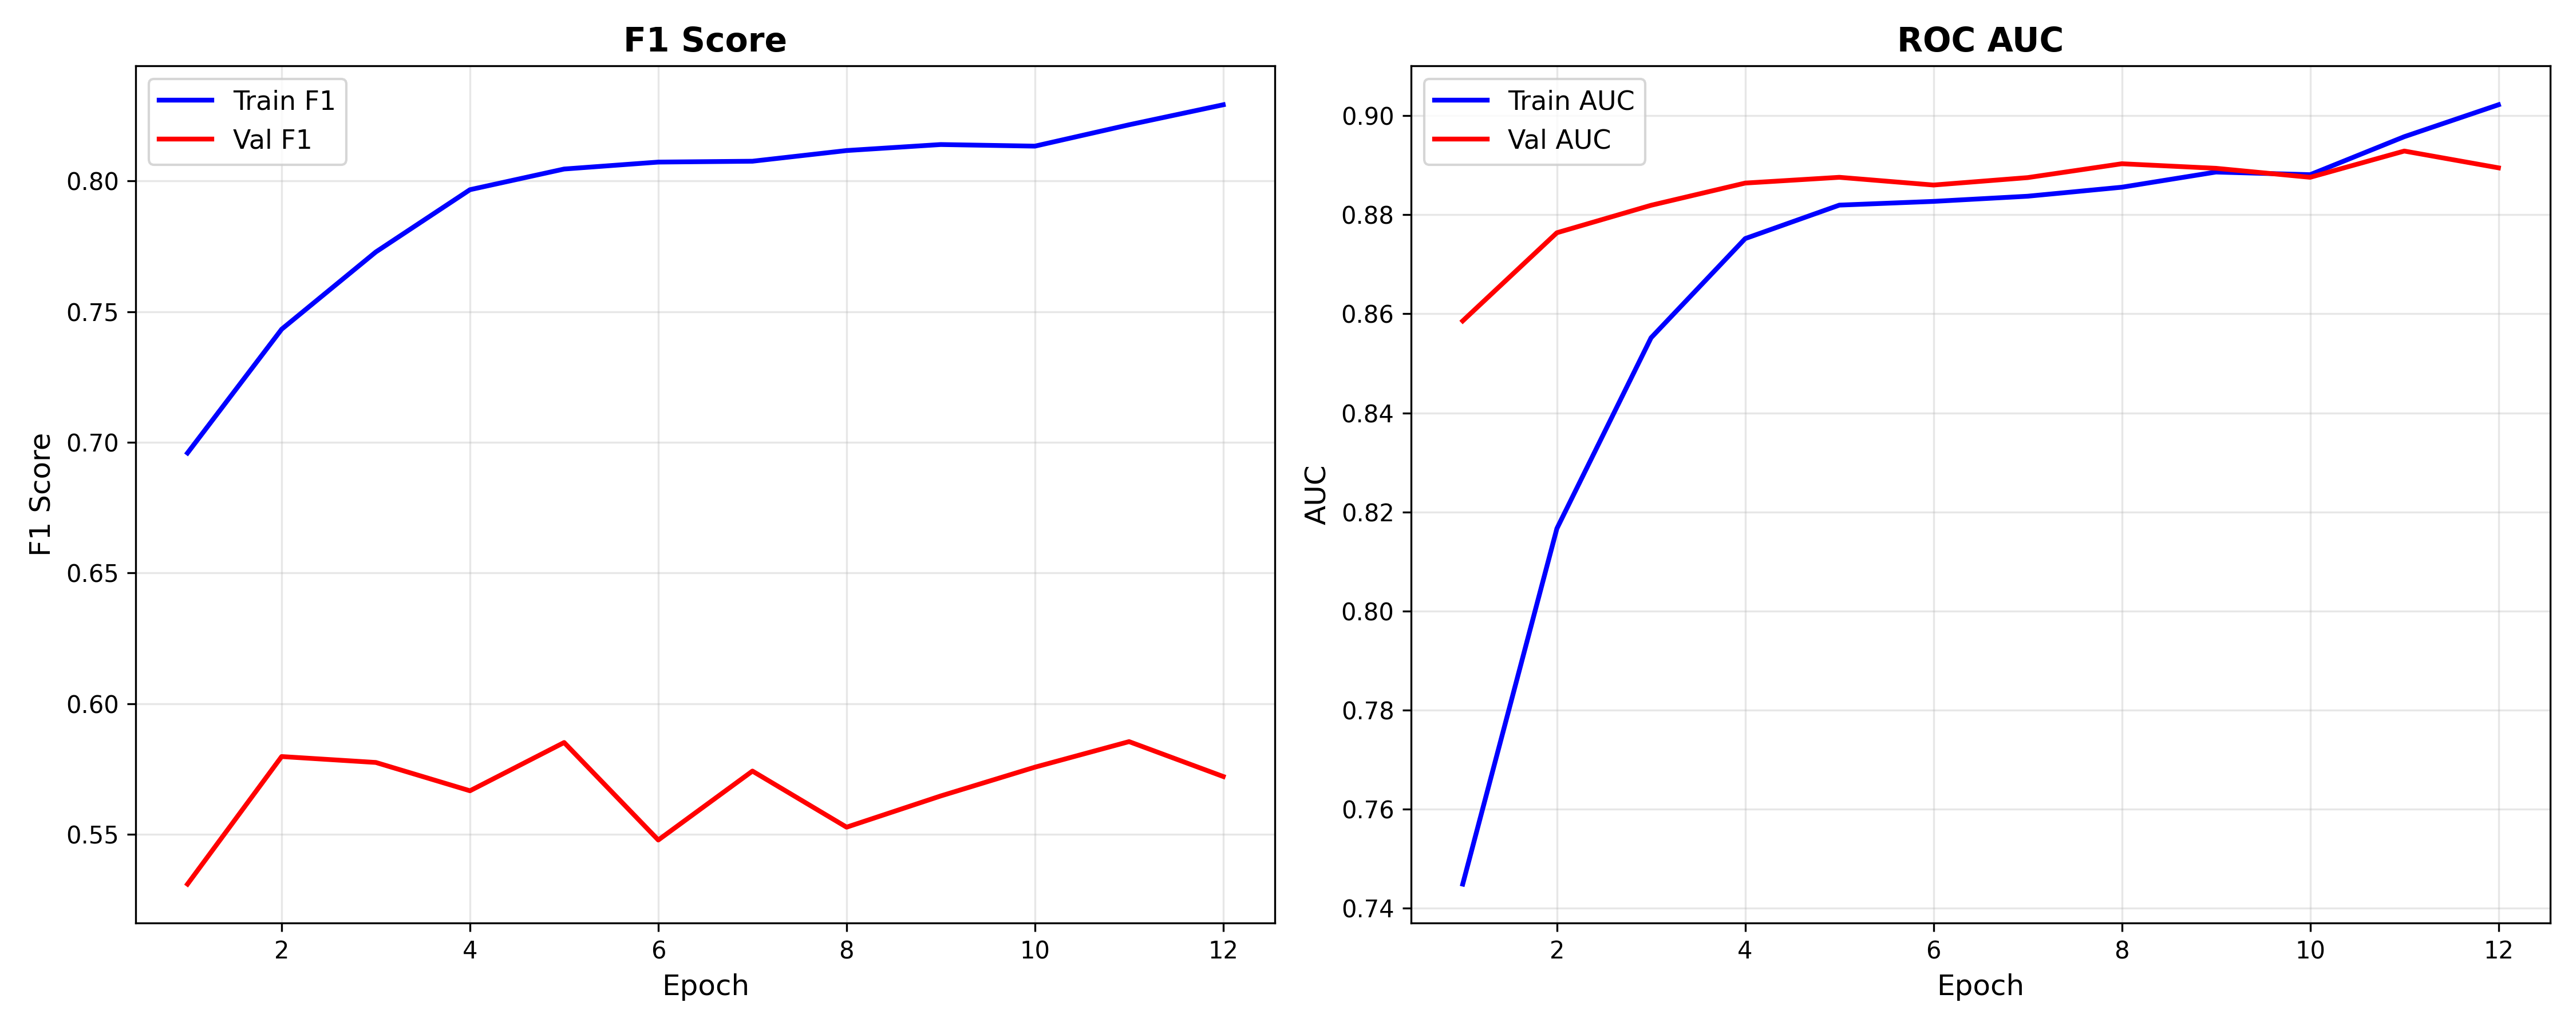 F1 Score
Train F1
Val F1
0.80
0.75
0.70
0.65
0.60
0.55
F1 Score
2 4 6 8 10 12
Epoch
ROC AUC
Train AUC
Val AUC
0.90
0.88
0.86
0.84
0.82
0.80
0.78
0.76
0.74
AUC
2 4 6 8 10 12
Epoch